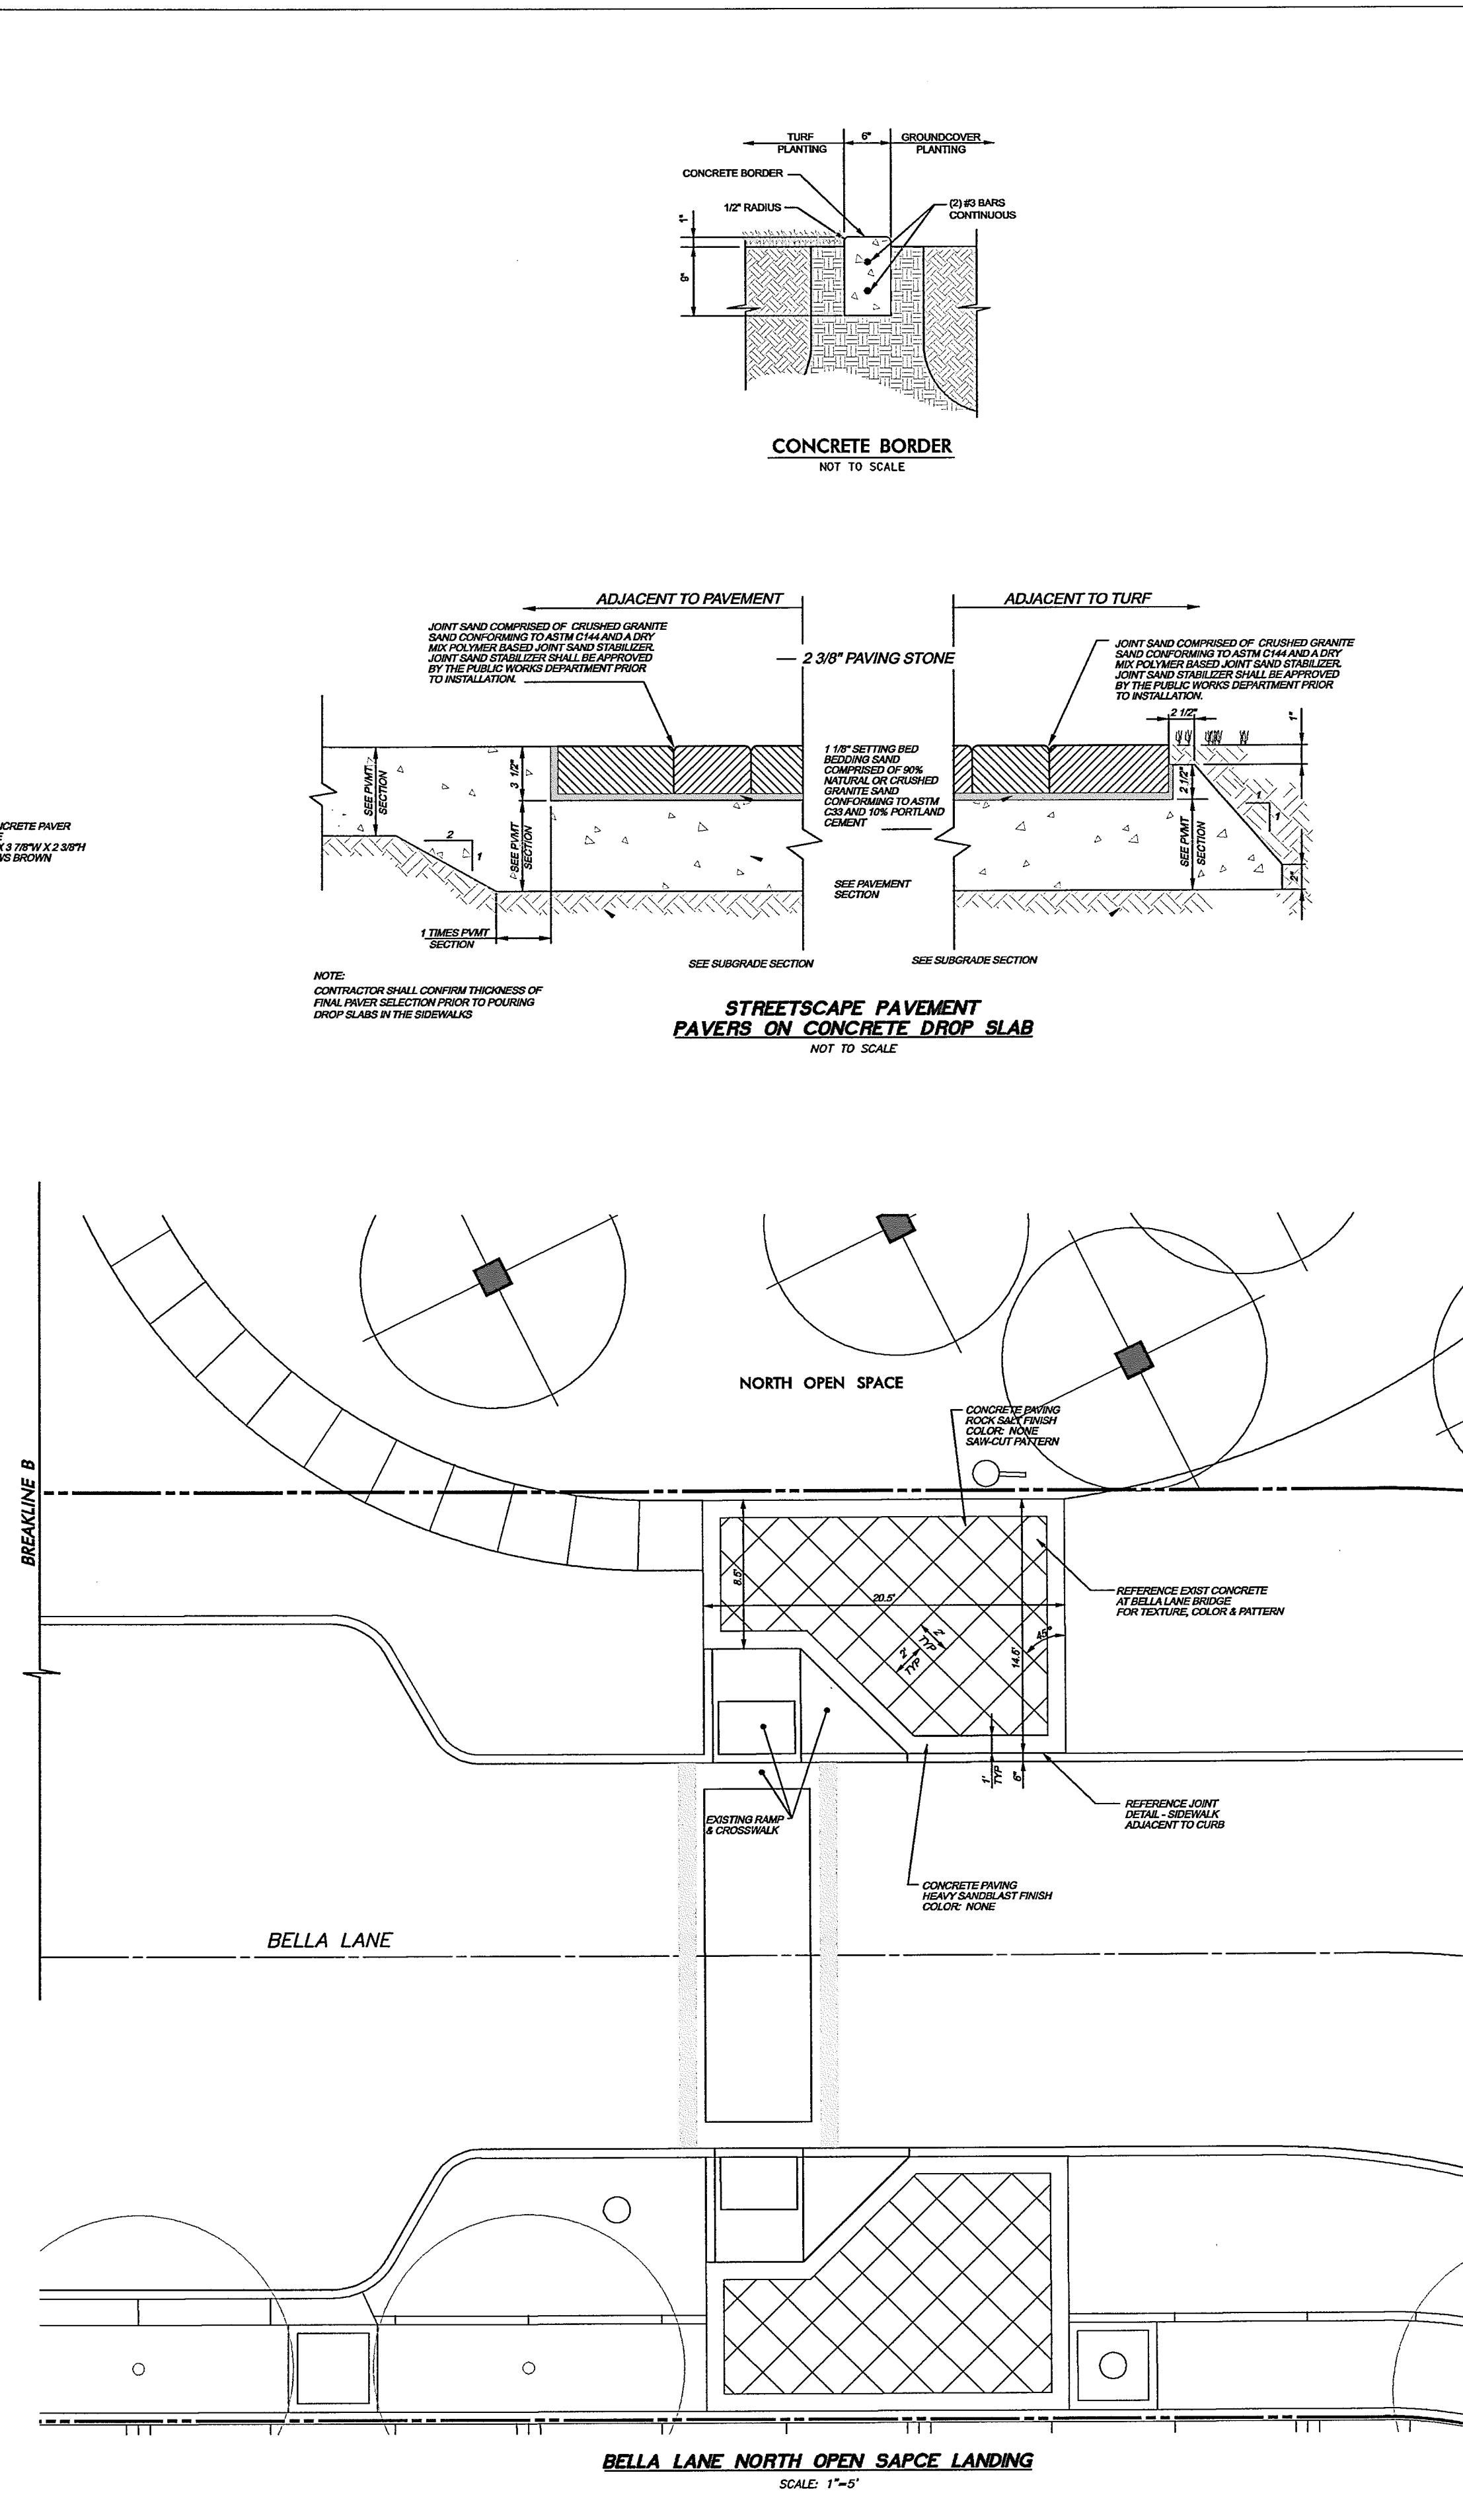 TURF
PLANTING
6"
GROUNDCOVER
PLANTING
CONCRETE BORDER
1/2" RADIUS
(2) #3 BARS
CONTINUOUS
1"
9"
CONCRETE BORDER
NOT TO SCALE
ADJACENT TO PAVEMENT
ADJACENT TO TURF
JOINT SAND COMPRISED OF CRUSHED GRANITE
SAND CONFORMING TO ASTM C144 AND A DRY
MIX POLYMER BASED JOINT SAND STABILIZER.
JOINT SAND STABILIZER SHALL BE APPROVED
BY THE PUBLIC WORKS DEPARTMENT PRIOR
TO INSTALLATION.
2 3/8" PAVING STONE
JOINT SAND COMPRISED OF CRUSHED GRANITE
SAND CONFORMING TO ASTM C144 AND A DRY
MIX POLYMER BASED JOINT SAND STABILIZER.
JOINT SAND STABILIZER SHALL BE APPROVED
BY THE PUBLIC WORKS DEPARTMENT PRIOR
TO INSTALLATION.
2 1/2"
1"
SEE PVMT
SECTION
3 1/2"
1 1/8" SETTING BED
BEDDING SAND
COMPRISED OF 90%
NATURAL OR CRUSHED
GRANITE SAND
CONFORMING TO ASTM
C33 AND 10% PORTLAND
CEMENT
2 1/2"
1
1
2
1
SEE PVMT
SECTION
SEE PVMT
SECTION
2"
SEE PAVEMENT
SECTION
1 TIMES PVMT
SECTION
SEE SUBGRADE SECTION
SEE SUBGRADE SECTION
NCRETE PAVER
E
X 3 7/8"W X 2 3/8"H
WS BROWN
NOTE:
CONTRACTOR SHALL CONFIRM THICKNESS OF
FINAL PAVER SELECTION PRIOR TO POURING
DROP SLABS IN THE SIDEWALKS
STREETSCAPE PAVEMENT
PAVERS ON CONCRETE DROP SLAB
NOT TO SCALE
NORTH OPEN SPACE
CONCRETE PAVING
ROCK SALT FINISH
COLOR: NONE
SAW-CUT PATTERN
BREAKLINE B
8.5'
20.5'
REFERENCE EXIST CONCRETE
AT BELLA LANE BRIDGE
FOR TEXTURE, COLOR & PATTERN
2'
TYP
2'
TYP
45°
14.5'
1'
TYP
6"
EXISTING RAMP
& CROSSWALK
REFERENCE JOINT
DETAIL - SIDEWALK
ADJACENT TO CURB
CONCRETE PAVING
HEAVY SANDBLAST FINISH
COLOR: NONE
BELLA LANE
BELLA LANE NORTH OPEN SAPCE LANDING
SCALE: 1"=5'